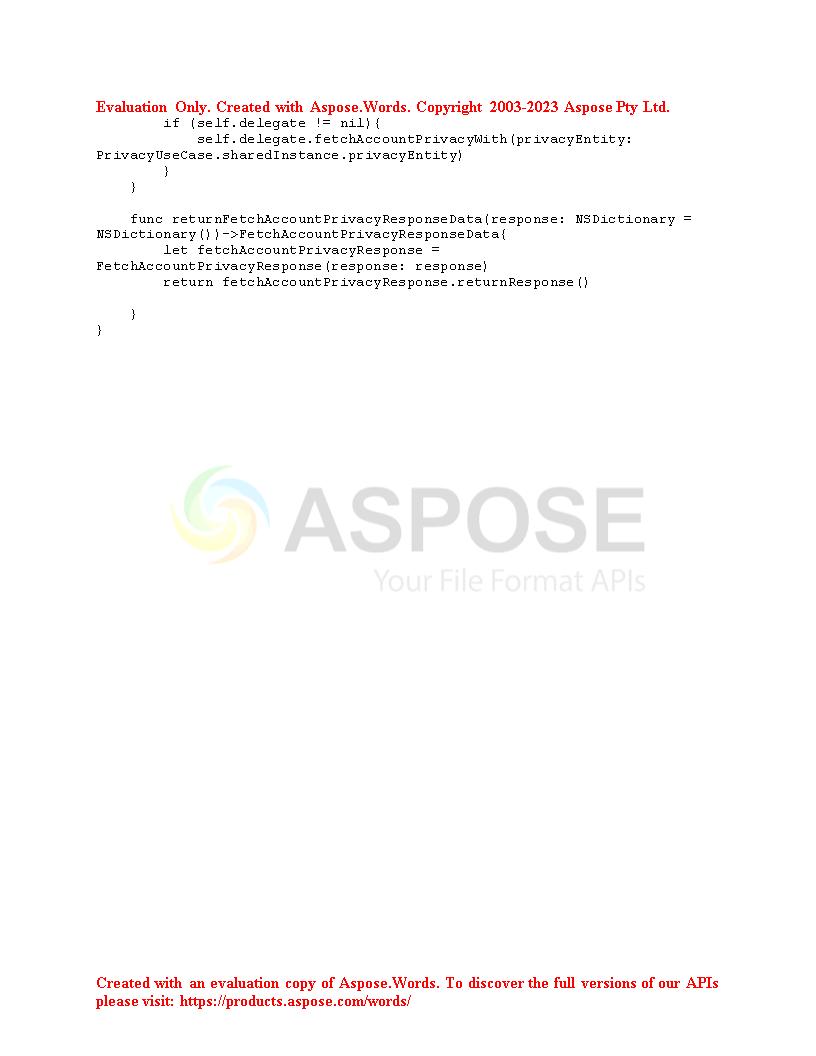 Evaluation Only. Created with Aspose.Words. Copyright 2003-2023 Aspose Pty Ltd.
        if (self.delegate != nil){
            self.delegate.fetchAccountPrivacyWith(privacyEntity:
PrivacyUseCase.sharedInstance.privacyEntity)
        }
    }
    func returnFetchAccountPrivacyResponseData(response: NSDictionary =
NSDictionary())->FetchAccountPrivacyResponseData{
        let fetchAccountPrivacyResponse =
FetchAccountPrivacyResponse(response: response)
        return fetchAccountPrivacyResponse.returnResponse()
    }
}
ASPOSE
Your File Format APIs
Created with an evaluation copy of Aspose.Words. To discover the full versions of our APIs
please visit: https://products.aspose.com/words/